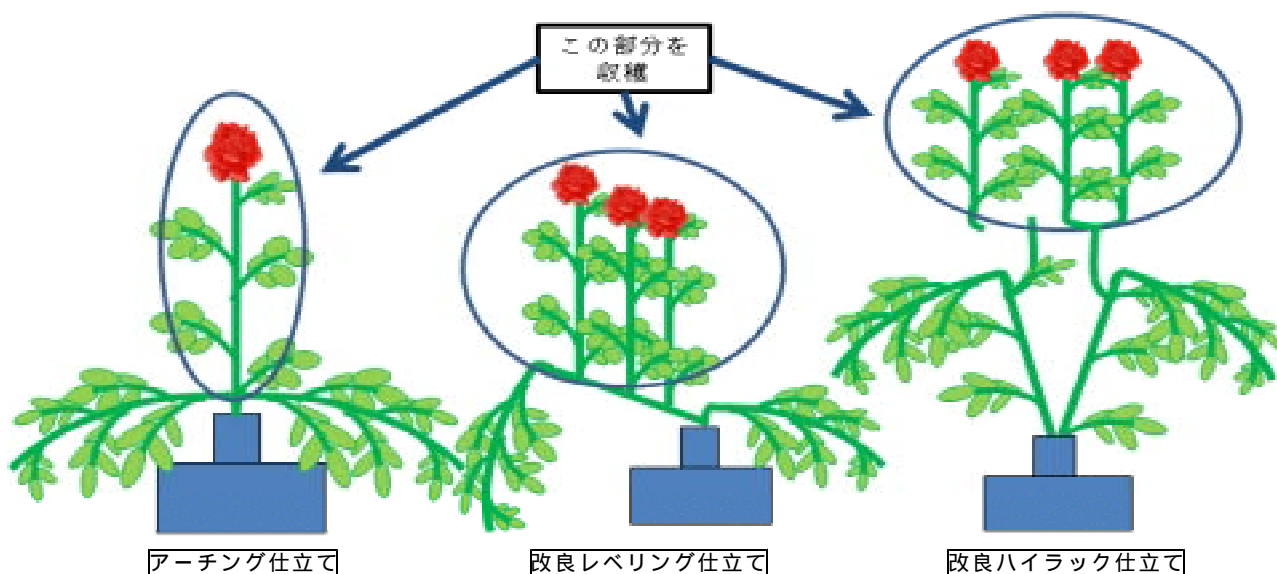 この部分を
収穫
アーチング仕立て
改良レベリング仕立て
改良ハイラック仕立て